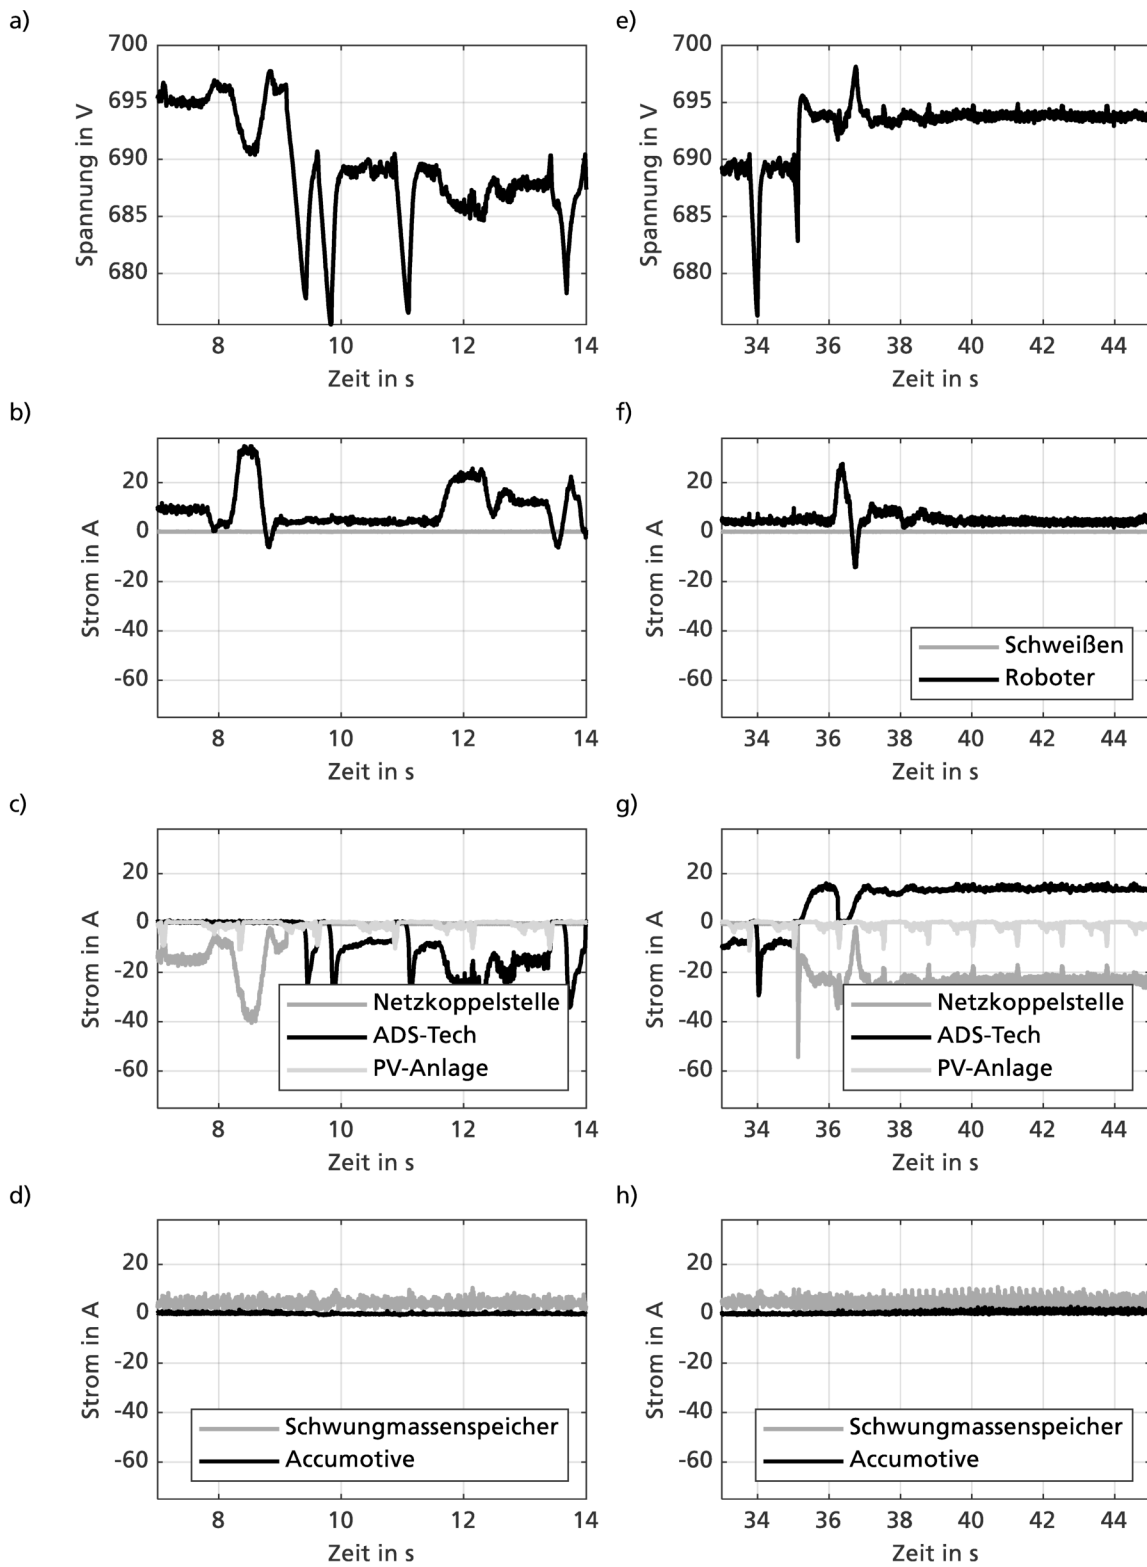 a)
700
695
690
685
680
Spannung in V
8
10
12
14
Zeit in s
e)
700
695
690
685
680
Spannung in V
34
36
38
40
42
44
Zeit in s
b)
20
0
-20
-40
-60
Strom in A
8
10
12
14
Zeit in s
f)
20
0
-20
-40
-60
Strom in A
Schweißen
Roboter
34
36
38
40
42
44
Zeit in s
c)
20
0
-20
-40
-60
Strom in A
Netzkoppelstelle
ADS-Tech
PV-Anlage
8
10
12
14
Zeit in s
g)
20
0
-20
-40
-60
Strom in A
Netzkoppelstelle
ADS-Tech
PV-Anlage
34
36
38
40
42
44
Zeit in s
d)
20
0
-20
-40
-60
Strom in A
Schwungmassenspeicher
Accumotive
8
10
12
14
Zeit in s
h)
20
0
-20
-40
-60
Strom in A
Schwungmassenspeicher
Accumotive
34
36
38
40
42
44
Zeit in s